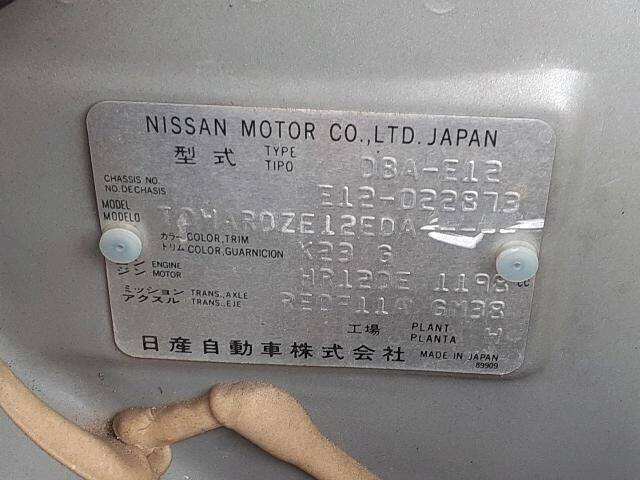 NISSAN MOTOR CO.,LTD. JAPAN
型式 TYPE TIPO DBA-E12
CHASSIS NO. NO. DE CHASIS E12-022873
MODEL MODELO
カラー COLOR, TRIM
トリム COLOR, GUARNICION K23 G
ジン ENGINE MOTOR HR12DE 1198 cc
ミッション TRANS., AXLE
アクスル TRANS., EJE GM38
工場 PLANT PLANTA
日産自動車株式会社 MADE IN JAPAN
89909